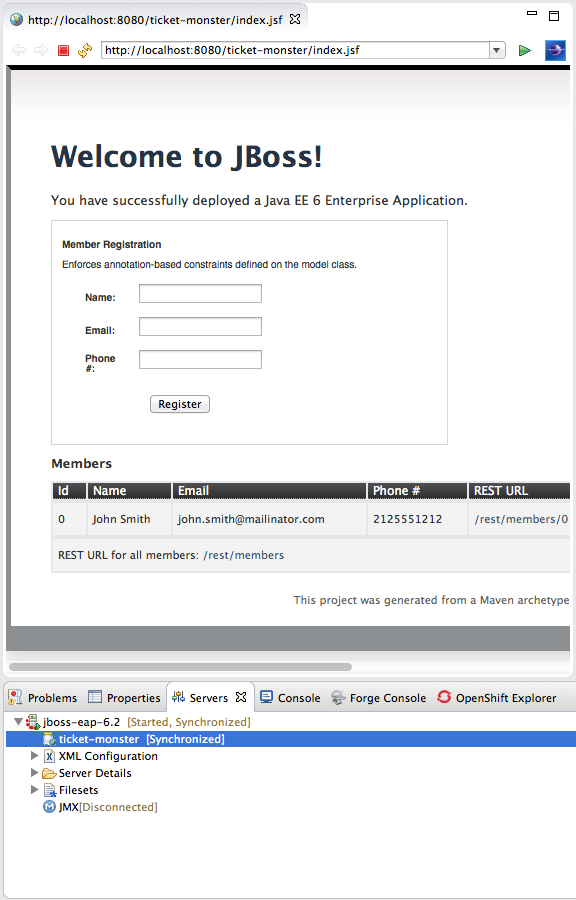 http://localhost:8080/ticket-monster/index.jsf
http://localhost:8080/ticket-monster/index.jsf
Welcome to JBoss!
You have successfully deployed a Java EE 6 Enterprise Application.
Member Registration
Enforces annotation-based constraints defined on the model class.
Name:
Email:
Phone
#:
Register
Members
Id Name Email Phone # REST URL
0 John Smith john.smith@mailinator.com 2125551212 /rest/members/0
REST URL for all members: /rest/members
This project was generated from a Maven archetype
Problems Properties Servers Console Forge Console OpenShift Explorer
jboss-eap-6.2 [Started, Synchronized]
ticket-monster [Synchronized]
XML Configuration
Server Details
Filesets
JMX[Disconnected]